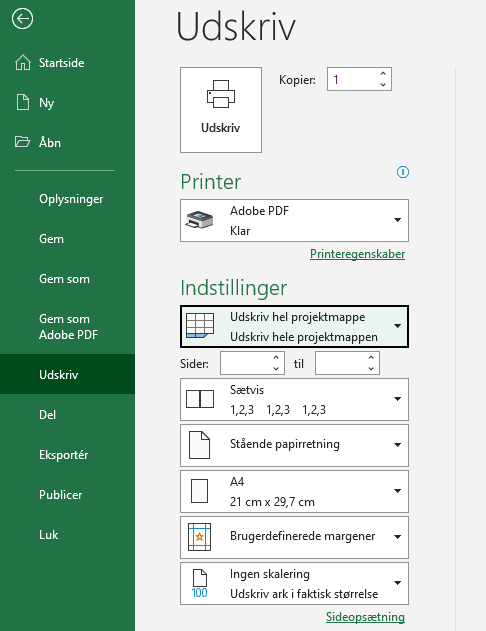 Udskriv
Startside
Ny
Åbn
Oplysninger
Gem
Gem som
Gem som
Adobe PDF
Udskriv
Del
Eksportér
Publicer
Luk
Udskriv
Kopier: 1
Printer
Adobe PDF
Klar
Printeregenskaber
Indstillinger
Udskriv hel projektmappe
Udskriv hele projektmappen
Sider: til
Sætvis
1,2,3 1,2,3 1,2,3
Stående papirretning
A4
21 cm x 29,7 cm
Brugerdefinerede margener
Ingen skalering
100 Udskriv ark i faktisk størrelse
Sideopsætning